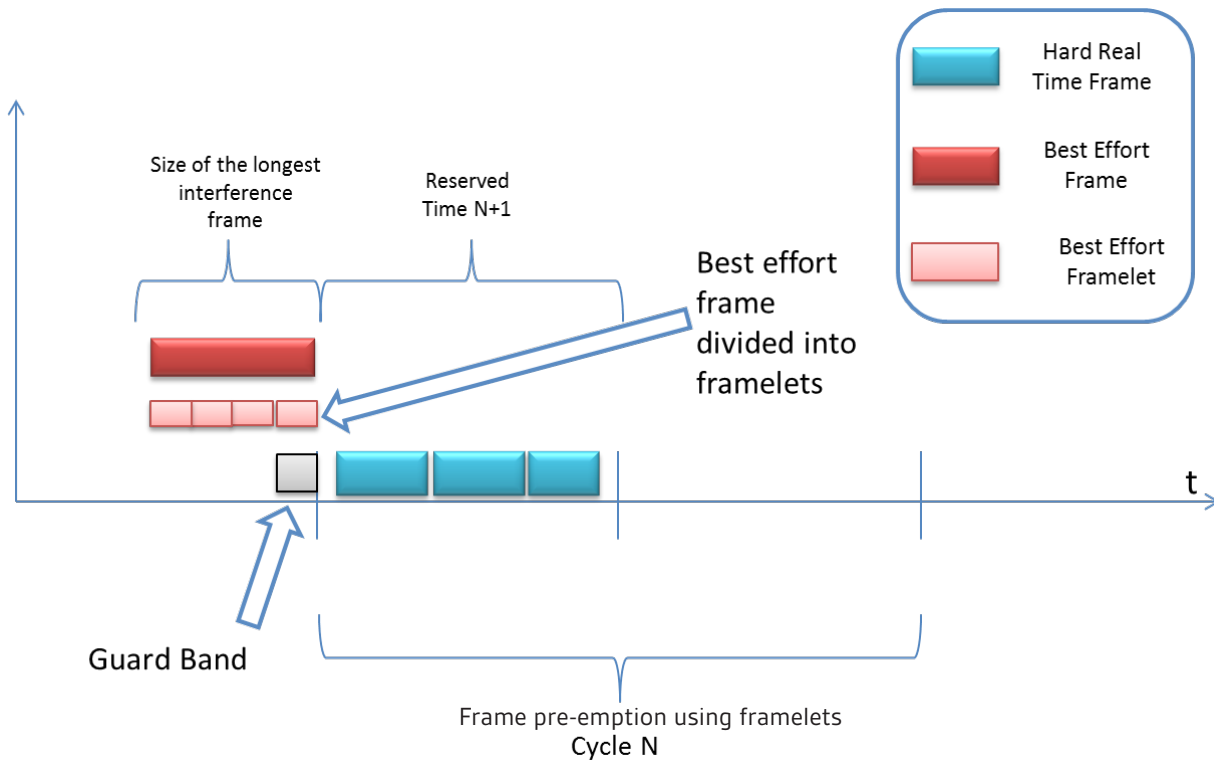 Hard Real
Time Frame
Best Effort
Frame
Best Effort
Framelet
Size of the longest
interference
frame
Reserved
Time N+1
Best effort
frame
divided into
framelets
t
Guard Band
Frame pre-emption using framelets
Cycle N